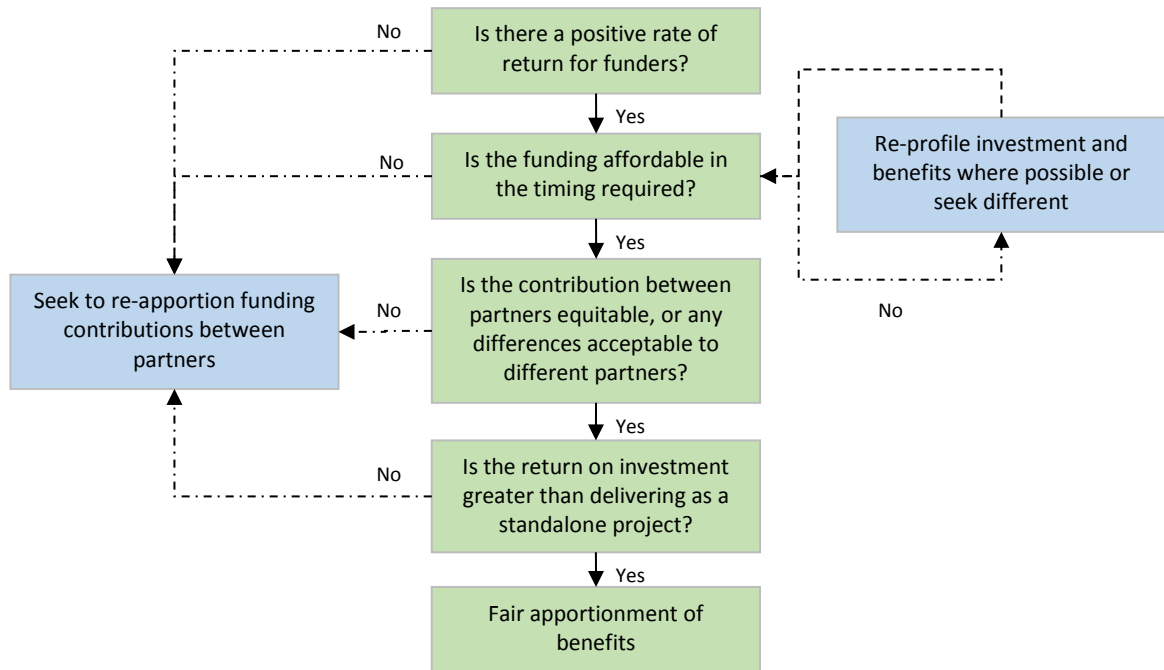 No
Is there a positive rate of
return for funders?
Yes
No
Is the funding affordable in
the timing required?
Re-profile investment and
benefits where possible or
seek different
Yes
No
Seek to re-apportion funding
contributions between
partners
No
Is the contribution between
partners equitable, or any
differences acceptable to
different partners?
Yes
No
Is the return on investment
greater than delivering as a
standalone project?
Yes
Fair apportionment of
benefits